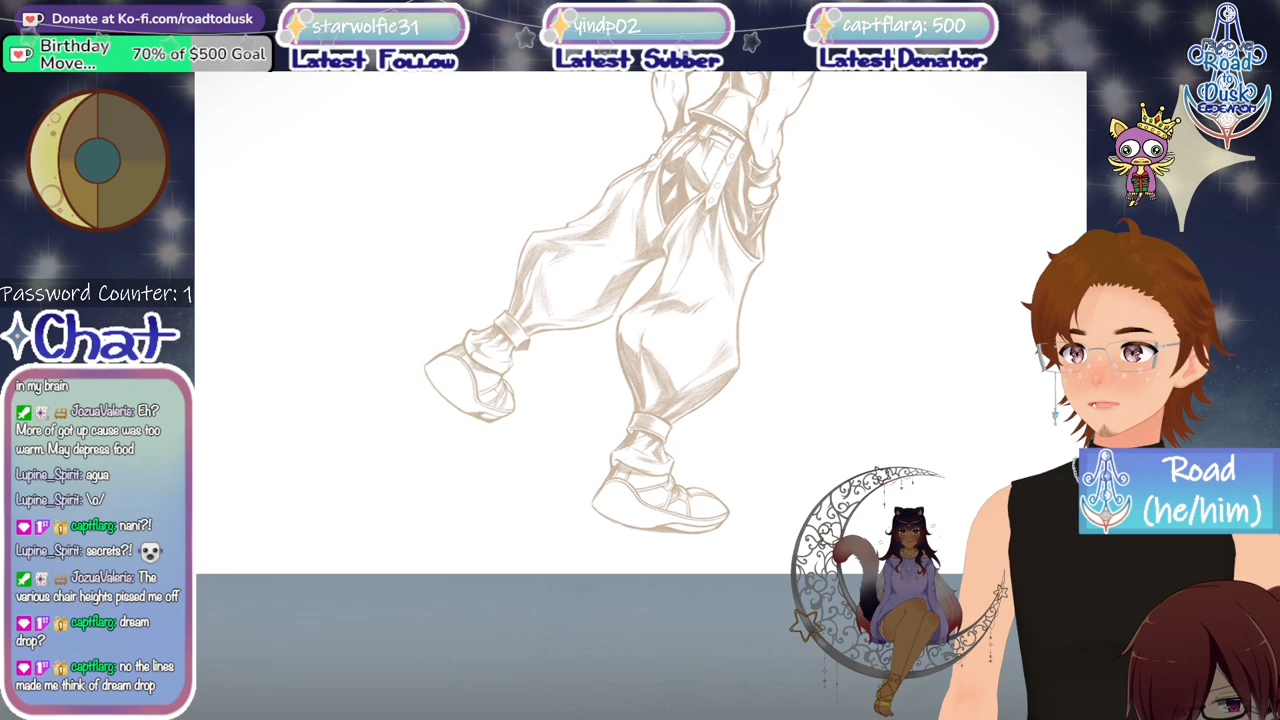 Donate at Ko-fi.com/roadtodusk
Birthday
Move...
70% of $500 Goal
starwolfie31
Latest Follow
yindp02
Latest Subber
captflarg: 500
Latest Donator
Road
to
Dusk
Password Counter: 1
Chat
in my brain
JozuaValeria: Eh?
More of got up cause was too
warm. May depress food
Lupine_Spirit: agua
Lupine_Spirit: \o/
captflarg: nani?!
Lupine_Spirit: secrets?!
JozuaValeria: The
various chair heights pissed me off
captflarg: dream
drop?
captflarg: no the lines
made me think of dream drop
Road
(he/him)